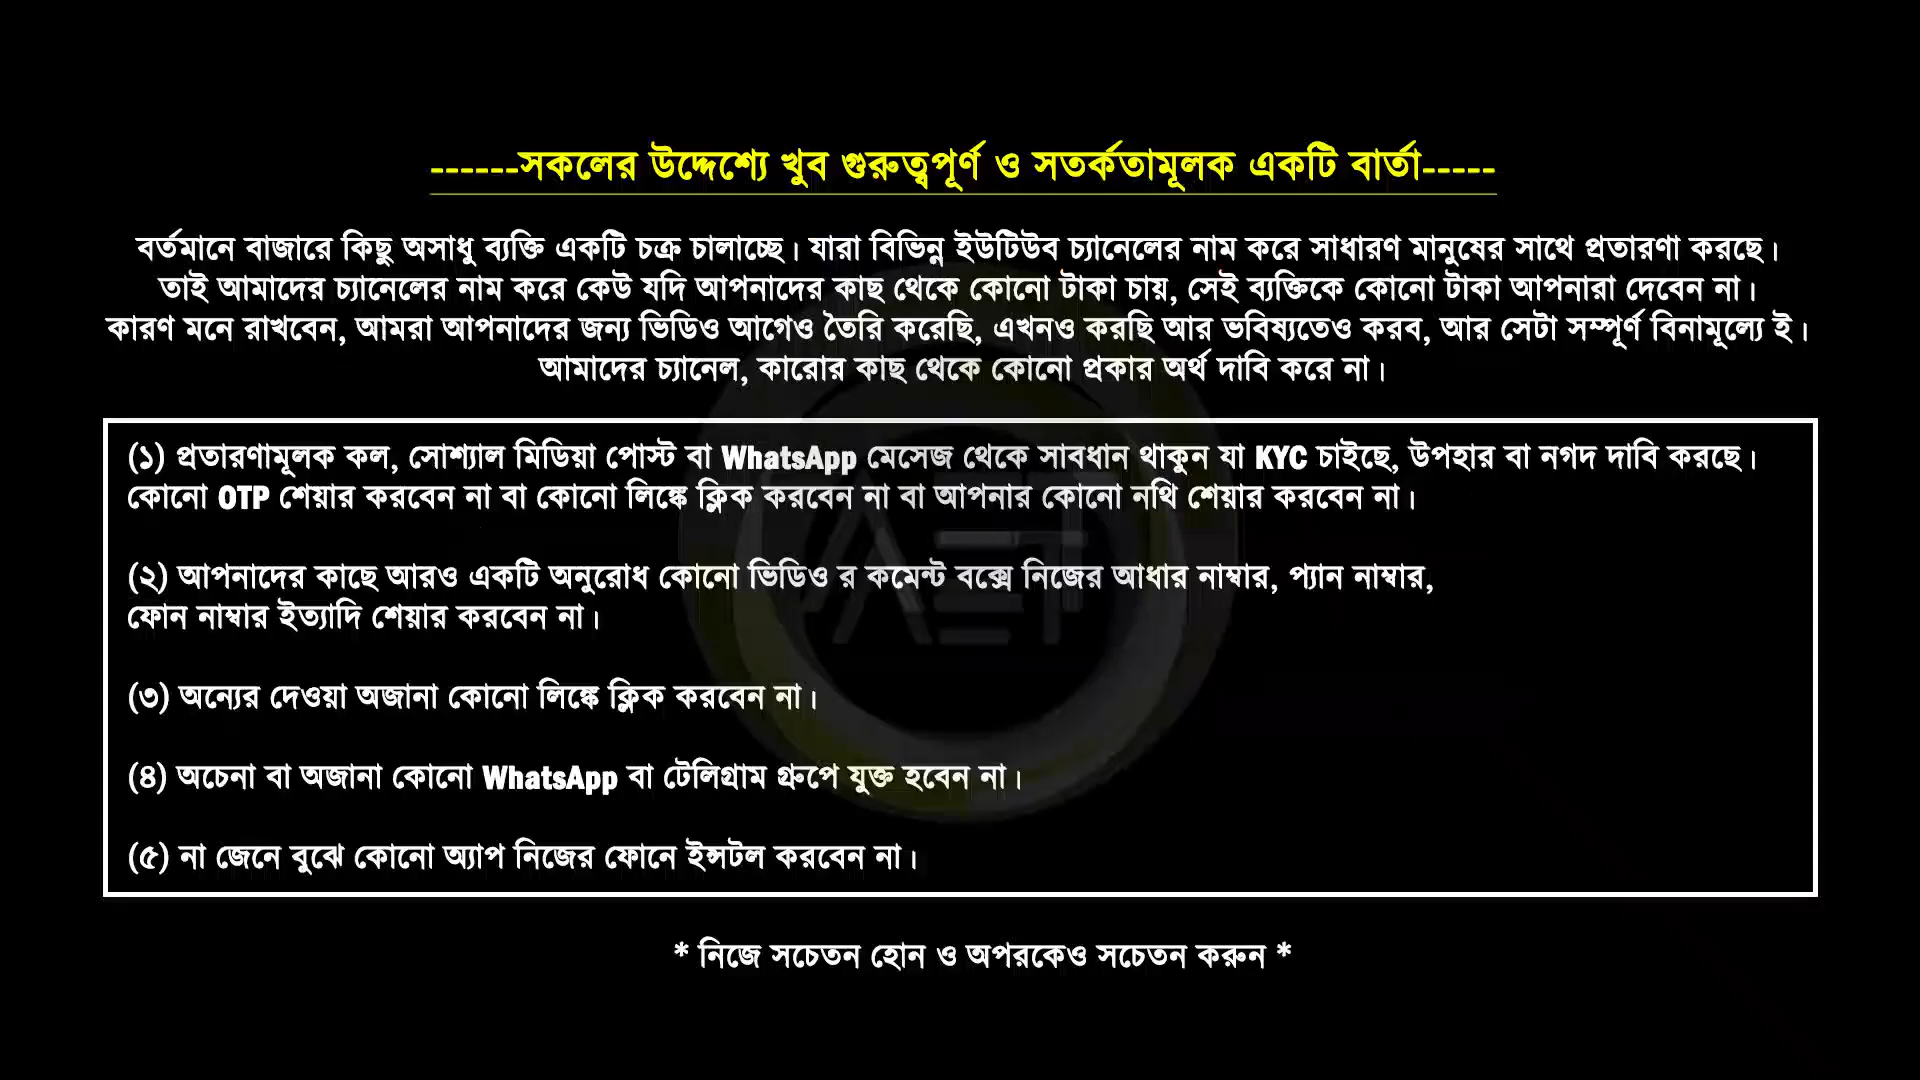 ------সকলের উদ্দেশ্যে খুব গুরুত্বপূর্ণ ও সতর্কতামূলক একটি বার্তা-----
বর্তমানে বাজারে কিছু অসাধু ব্যক্তি একটি চক্র চালাচ্ছে। যারা বিভিন্ন ইউটিউব চ্যানেলের নাম করে সাধারণ মানুষের সাথে প্রতারণা করছে।
তাই আমাদের চ্যানেলের নাম করে কেউ যদি আপনাদের কাছ থেকে কোনো টাকা চায়, সেই ব্যক্তিকে কোনো টাকা আপনারা দেবেন না।
কারণ মনে রাখবেন, আমরা আপনাদের জন্য ভিডিও আগেও তৈরি করেছি, এখনও করছি আর ভবিষ্যতেও করব, আর সেটা সম্পূর্ণ বিনামূল্যে ই।
আমাদের চ্যানেল, কারোর কাছ থেকে কোনো প্রকার অর্থ দাবি করে না।
(১) প্রতারণামূলক কল, সোশ্যাল মিডিয়া পোস্ট বা WhatsApp মেসেজ থেকে সাবধান থাকুন যা KYC চাইছে, উপহার বা নগদ দাবি করছে।
কোনো OTP শেয়ার করবেন না বা কোনো লিঙ্কে ক্লিক করবেন না বা আপনার কোনো নথি শেয়ার করবেন না।
(২) আপনাদের কাছে আরও একটি অনুরোধ কোনো ভিডিও র কমেন্ট বক্সে নিজের আধার নাম্বার, প্যান নাম্বার,
ফোন নাম্বার ইত্যাদি শেয়ার করবেন না।
(৩) অন্যের দেওয়া অজানা কোনো লিঙ্কে ক্লিক করবেন না।
(৪) অচেনা বা অজানা কোনো WhatsApp বা টেলিগ্রাম গ্রুপে যুক্ত হবেন না।
(৫) না জেনে বুঝে কোনো অ্যাপ নিজের ফোনে ইন্সটল করবেন না।
* নিজে সচেতন হোন ও অপরকেও সচেতন করুন *
AET